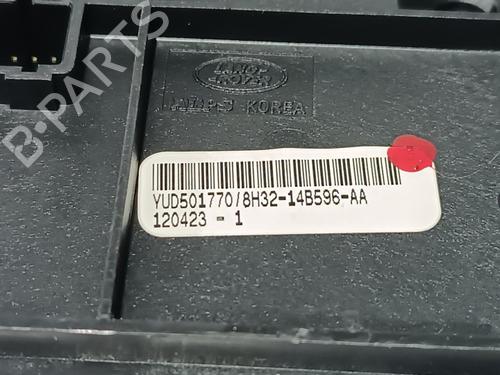 LAND
ROVER
KOREA
YUD501770/8H32-14B596-AA
120423 - 1
B-PARTS